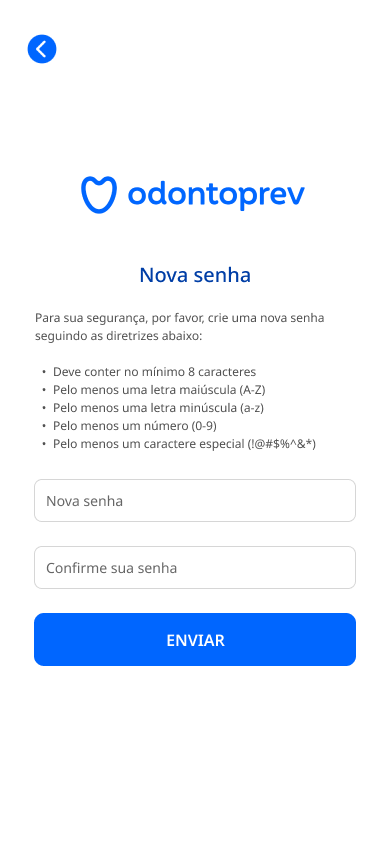 odontoprev
Nova senha
Para sua segurança, por favor, crie uma nova senha
seguindo as diretrizes abaixo:
• Deve conter no mínimo 8 caracteres
• Pelo menos uma letra maiúscula (A-Z)
• Pelo menos uma letra minúscula (a-z)
• Pelo menos um número (0-9)
• Pelo menos um caractere especial (!@#$%^&*)
Nova senha
Confirme sua senha
ENVIAR